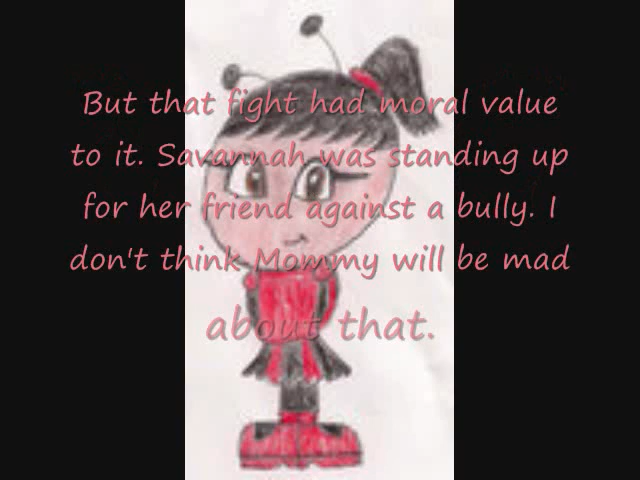 But that fight had moral value
to it. Savannah was standing up
for her friend against a bully. I
don't think Mommy will be mad
about that.